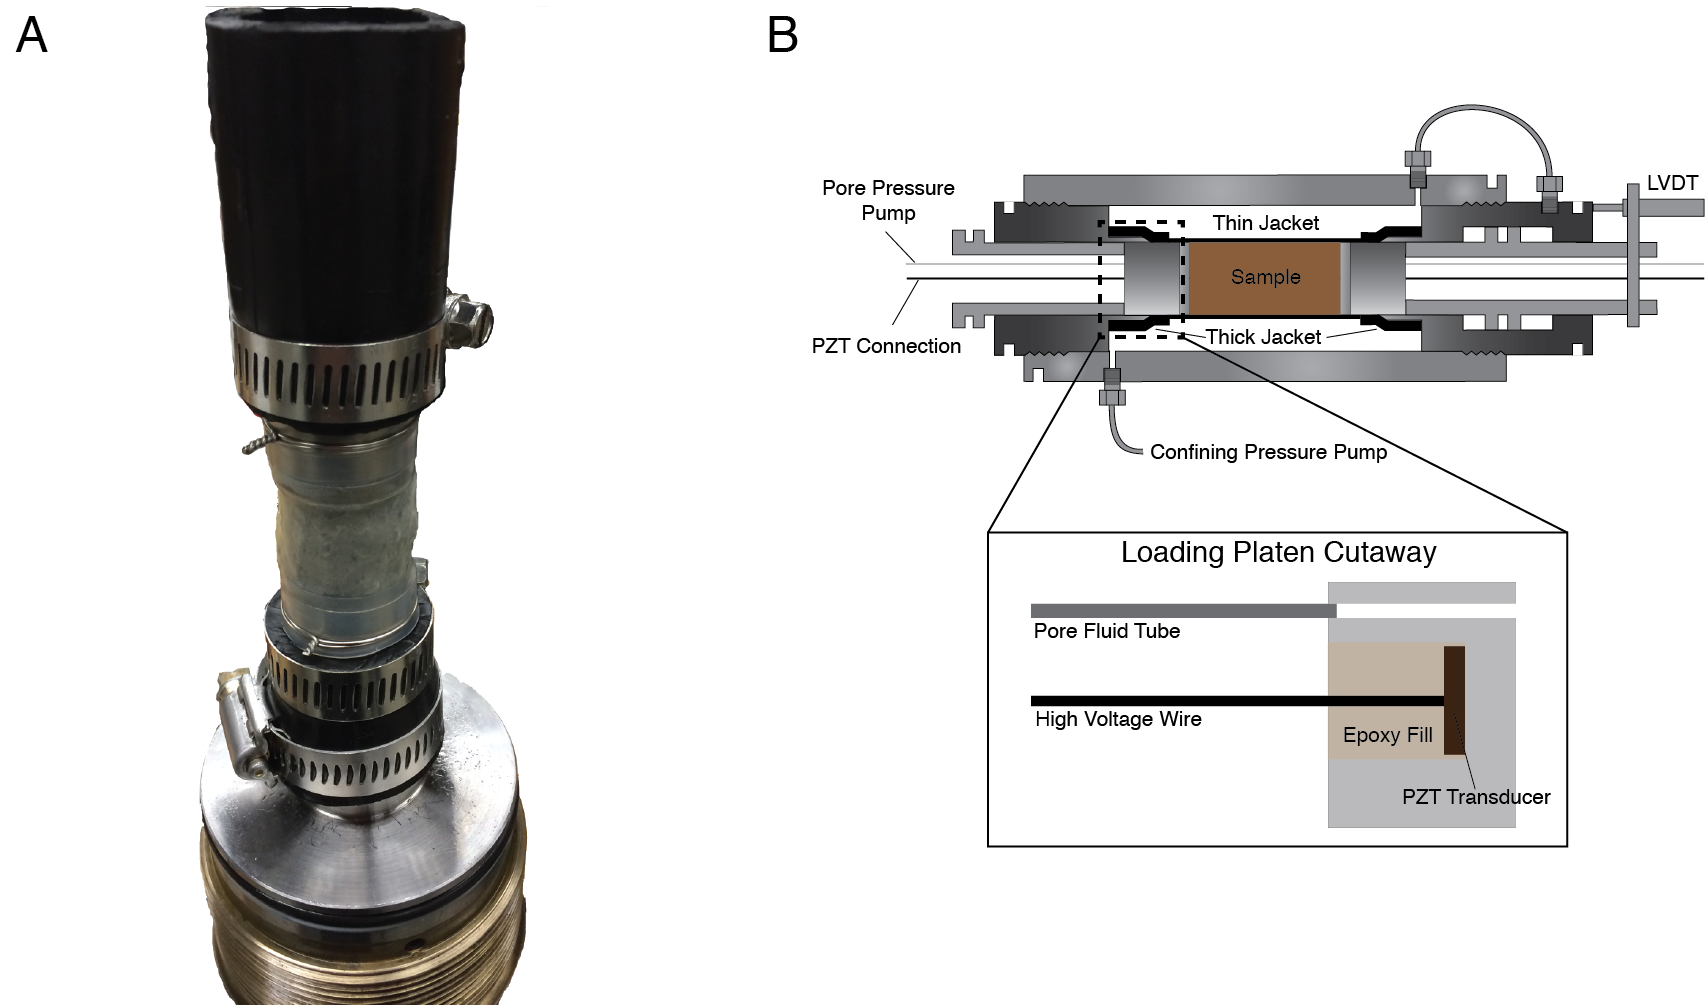 A
B
Pore Pressure
Pump
LVDT
Thin Jacket
Sample
PZT Connection
Thick Jacket
Confining Pressure Pump
Loading Platen Cutaway
Pore Fluid Tube
High Voltage Wire
Epoxy Fill
PZT Transducer